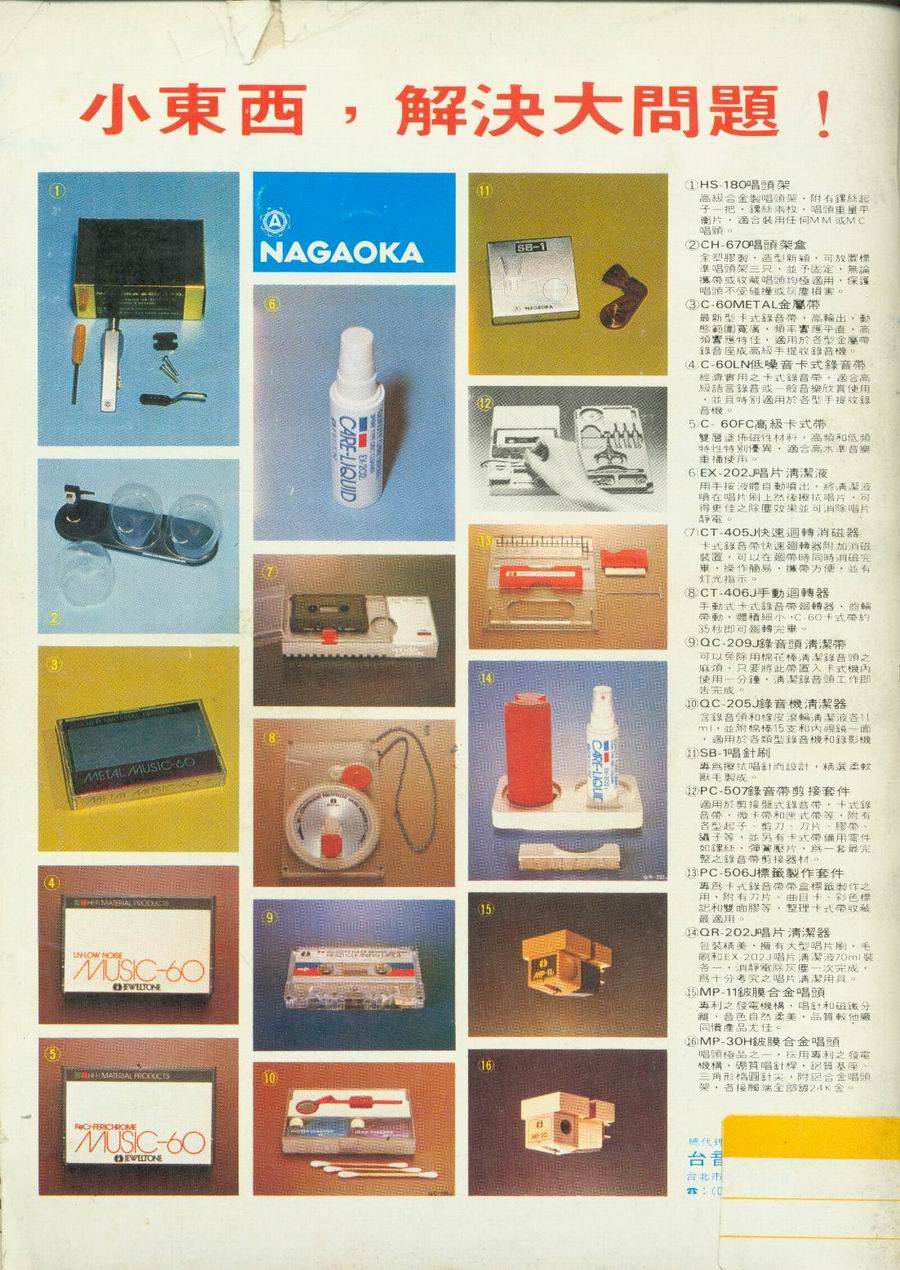 小東西，解決大問題！
①
NAGAOKA
⑥
EX-202J
CARE-LIQUID
②
③
METAL MUSIC-60
④
HI-FI MATERIAL PRODUCTS
LN-LOW NOISE
MUSIC-60
JEWELTONE
⑤
HI-FI MATERIAL PRODUCTS
FeCr-FERICHROME
MUSIC-60
JEWELTONE
⑦
⑧
⑨
HEAD CLEANING TAPE
⑩
⑪
SB-1
NAGAOKA
⑫
⑬
⑭
CARE-LIQUID
⑮
MP-11
⑯
MP-30
①HS-180唱頭架
高級合金製唱頭架，附有鏍絲起
子一把，鏍絲兩枚，唱頭重量平
衡片，適合裝用任何MM或MC
唱頭。
②CH-670唱頭架盒
全塑膠製，造型新穎，可放置標
準唱頭架三只，並予固定，無論
攜帶或收藏唱頭均極適用，保護
唱頭不受碰撞或灰塵損害。
③C-60METAL金屬帶
最新型卡式錄音帶，高輸出，動
態範圍寬廣，頻率響應平直，高
頻響應特佳，適用於各型金屬帶
錄音座或高級手提收錄音機。
④C-60LN低噪音卡式錄音帶
經濟實用之卡式錄音帶，適合高
級語言錄音或一般音樂欣賞使用
，並且特別適用於各型手提收錄
音機。
⑤C-60FC高級卡式帶
雙層塗佈磁性材料，高頻和低頻
特性特別優異，適合高水準音樂
重播使用。
⑥EX-202J唱片清潔液
用手按液體自動噴出，將清潔液
噴在唱片刷上然後擦拭唱片，可
得更佳之除塵效果並可消除唱片
靜電。
⑦CT-405J快速迴轉消磁器
卡式錄音帶快速迴轉器附加消磁
裝置，可以在迴帶時同時消磁完
畢，操作簡易，攜帶方便，並有
灯光指示。
⑧CT-406J手動迴轉器
手動式卡式錄音帶迴轉器，齒輪
帶動，體積細小，C-60卡式帶約
35秒即可迴轉完畢。
⑨QC-209J錄音頭清潔帶
可以免除用棉花棒清潔錄音頭之
麻煩，只要將此帶置入卡式機內
使用一分鐘，清潔錄音頭工作即
告完成。
⑩QC-205J錄音機清潔器
含錄音頭和橡皮滾輪清潔液各11
ml，並附棉棒15支和內視鏡一面
，適用於各類型錄音機和錄影機
⑪SB-1唱針刷
專為擦拭唱針而設計，精選柔軟
獸毛製成。
⑫PC-507錄音帶剪接套件
適用於剪接盤式錄音帶，卡式錄
音帶，微卡帶和匣式帶等，附有
各型起子、剪刀、刀片、膠帶、
鑷子等，並另有卡式帶備用零件
如鏍絲，彈簧壓片，為一套最完
整之錄音帶剪接器材。
⑬PC-506J標籤製作套件
專為卡式錄音帶帶盒標籤製作之
用，附有刀片、曲目卡、彩色標
記和雙面膠等，整理卡式帶收藏
最適用。
⑭QR-202J唱片清潔器
包裝精美，擁有大型唱片刷，毛
刷和EX-202J唱片清潔液70ml裝
各一，消靜電除灰塵一次完成，
為十分考究之唱片清潔用具。
⑮MP-11鈹膜合金唱頭
專利之發電機構，唱針和磁鐵分
離，音色自然柔美，品質較他廠
同價產品尤佳。
⑯MP-30H鈹膜合金唱頭
唱頭極品之一，採用專利之發電
機構，硼質唱針桿，鋁質基座、
三角形橢圓針尖，附鋁合金唱頭
架，各接觸端全部鍍24K金。
總代理
台音
台北市
☎：(0